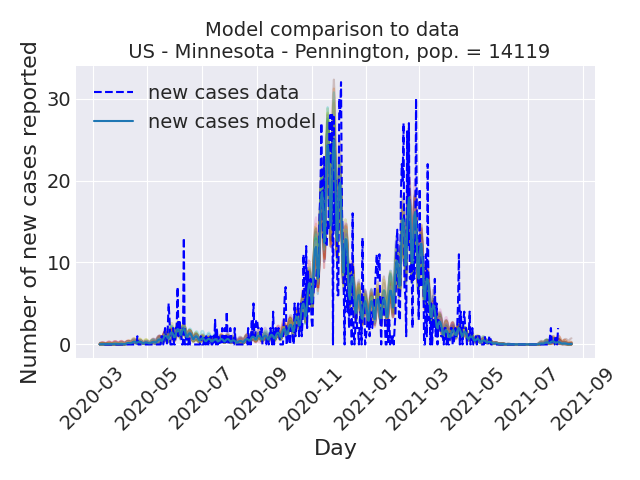 Model comparison to data
US - Minnesota - Pennington, pop. = 14119
Number of new cases reported
30
20
10
0
new cases data
new cases model
2020-03
2020-05
2020-07
2020-09
2020-11
2021-01
2021-03
2021-05
2021-07
2021-09
Day